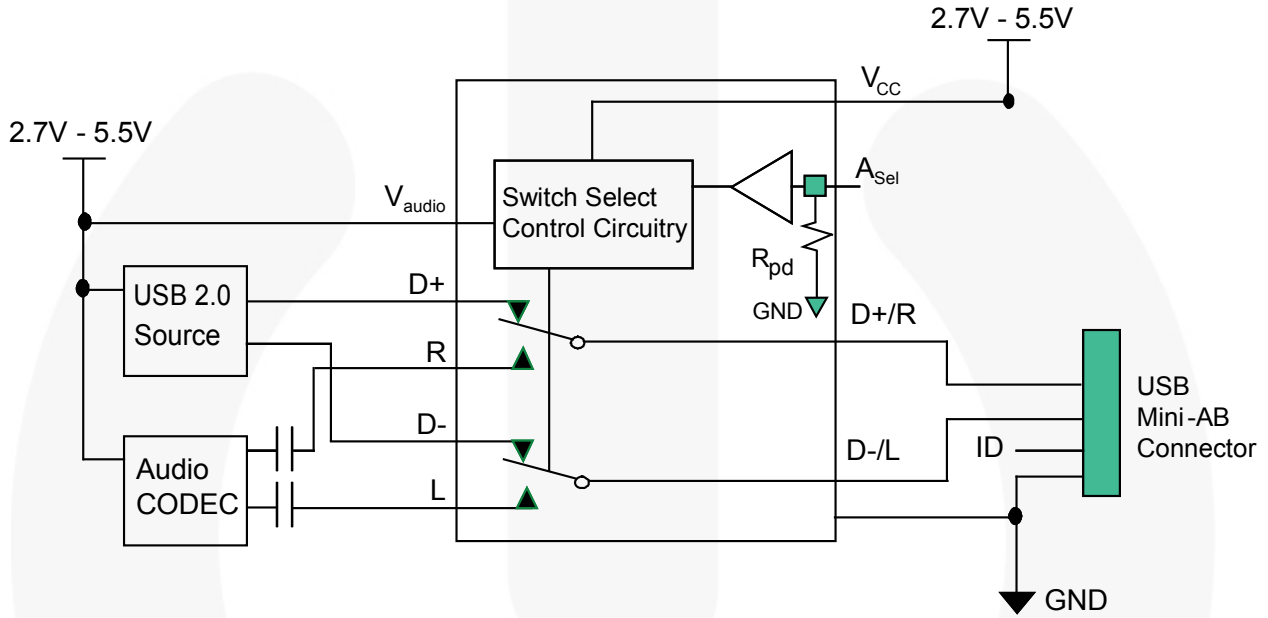 2.7V - 5.5V
V_CC
2.7V - 5.5V
A_Sel
V_audio
Switch Select
Control Circuitry
R_pd
GND
D+
USB 2.0
Source
D+/R
R
USB
Mini-AB
Connector
D-
D-/L
ID
Audio
CODEC
L
GND